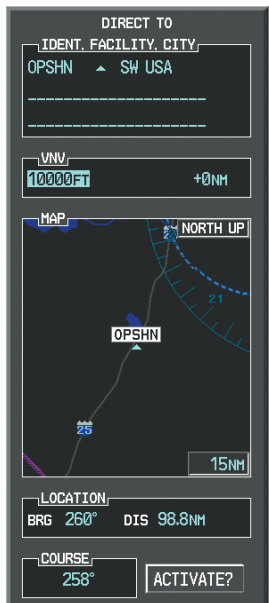 DIRECT TO
IDENT, FACILITY, CITY
OPSHN SW USA
VNV
10000FT +0NM
MAP
NORTH UP
21
OPSHN
25
15NM
LOCATION
BRG 260° DIS 98.8NM
COURSE
258° ACTIVATE?